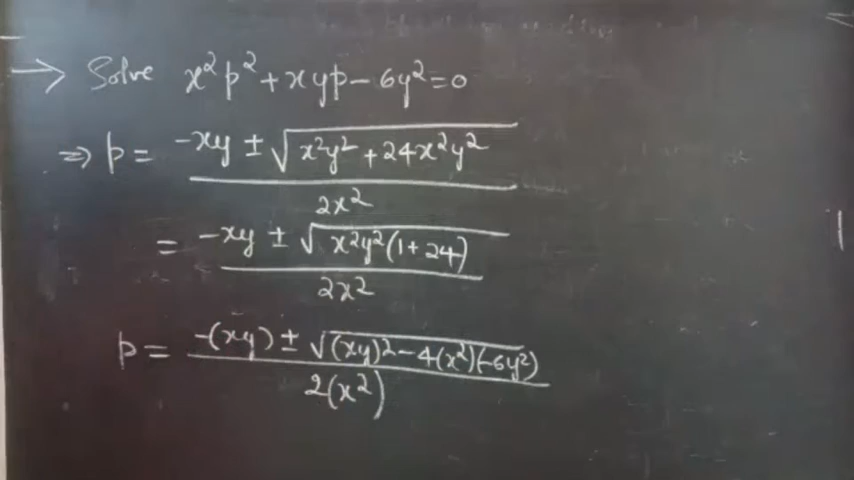 → Solve x²p² + xyp - 6y² = 0
⇒ p = (-xy ± √(x²y² + 24x²y²)) / 2x²
= (-xy ± √(x²y²(1 + 24))) / 2x²
p = (-(xy) ± √((xy)2 - 4(x²)(-6y²))) / 2(x²)